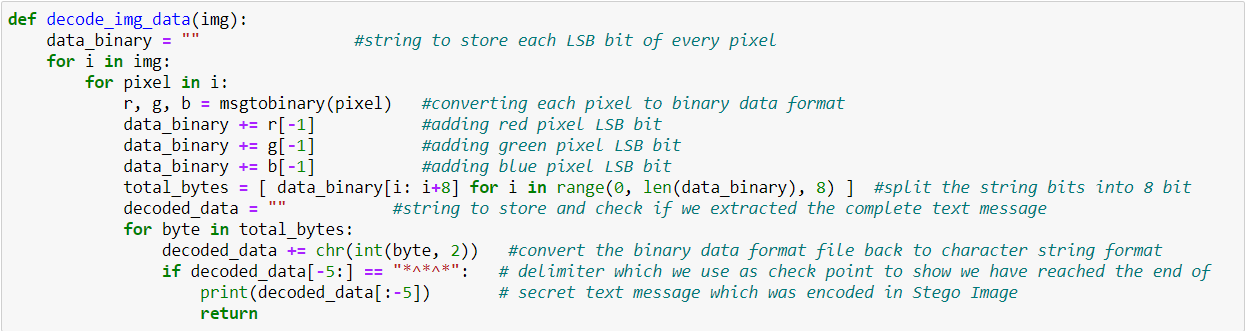 def decode_img_data(img):
    data_binary = ""                #string to store each LSB bit of every pixel
    for i in img:
        for pixel in i:
            r, g, b = msgtobinary(pixel)   #converting each pixel to binary data format
            data_binary += r[-1]           #adding red pixel LSB bit
            data_binary += g[-1]           #adding green pixel LSB bit
            data_binary += b[-1]           #adding blue pixel LSB bit
            total_bytes = [ data_binary[i: i+8] for i in range(0, len(data_binary), 8) ]  #split the string bits into 8 bit
            decoded_data = ""           #string to store and check if we extracted the complete text message
            for byte in total_bytes:
                decoded_data += chr(int(byte, 2))   #convert the binary data format file back to character string format
                if decoded_data[-5:] == "*^*^*":   # delimiter which we use as check point to show we have reached the end of
                    print(decoded_data[:-5])       # secret text message which was encoded in Stego Image
                    return